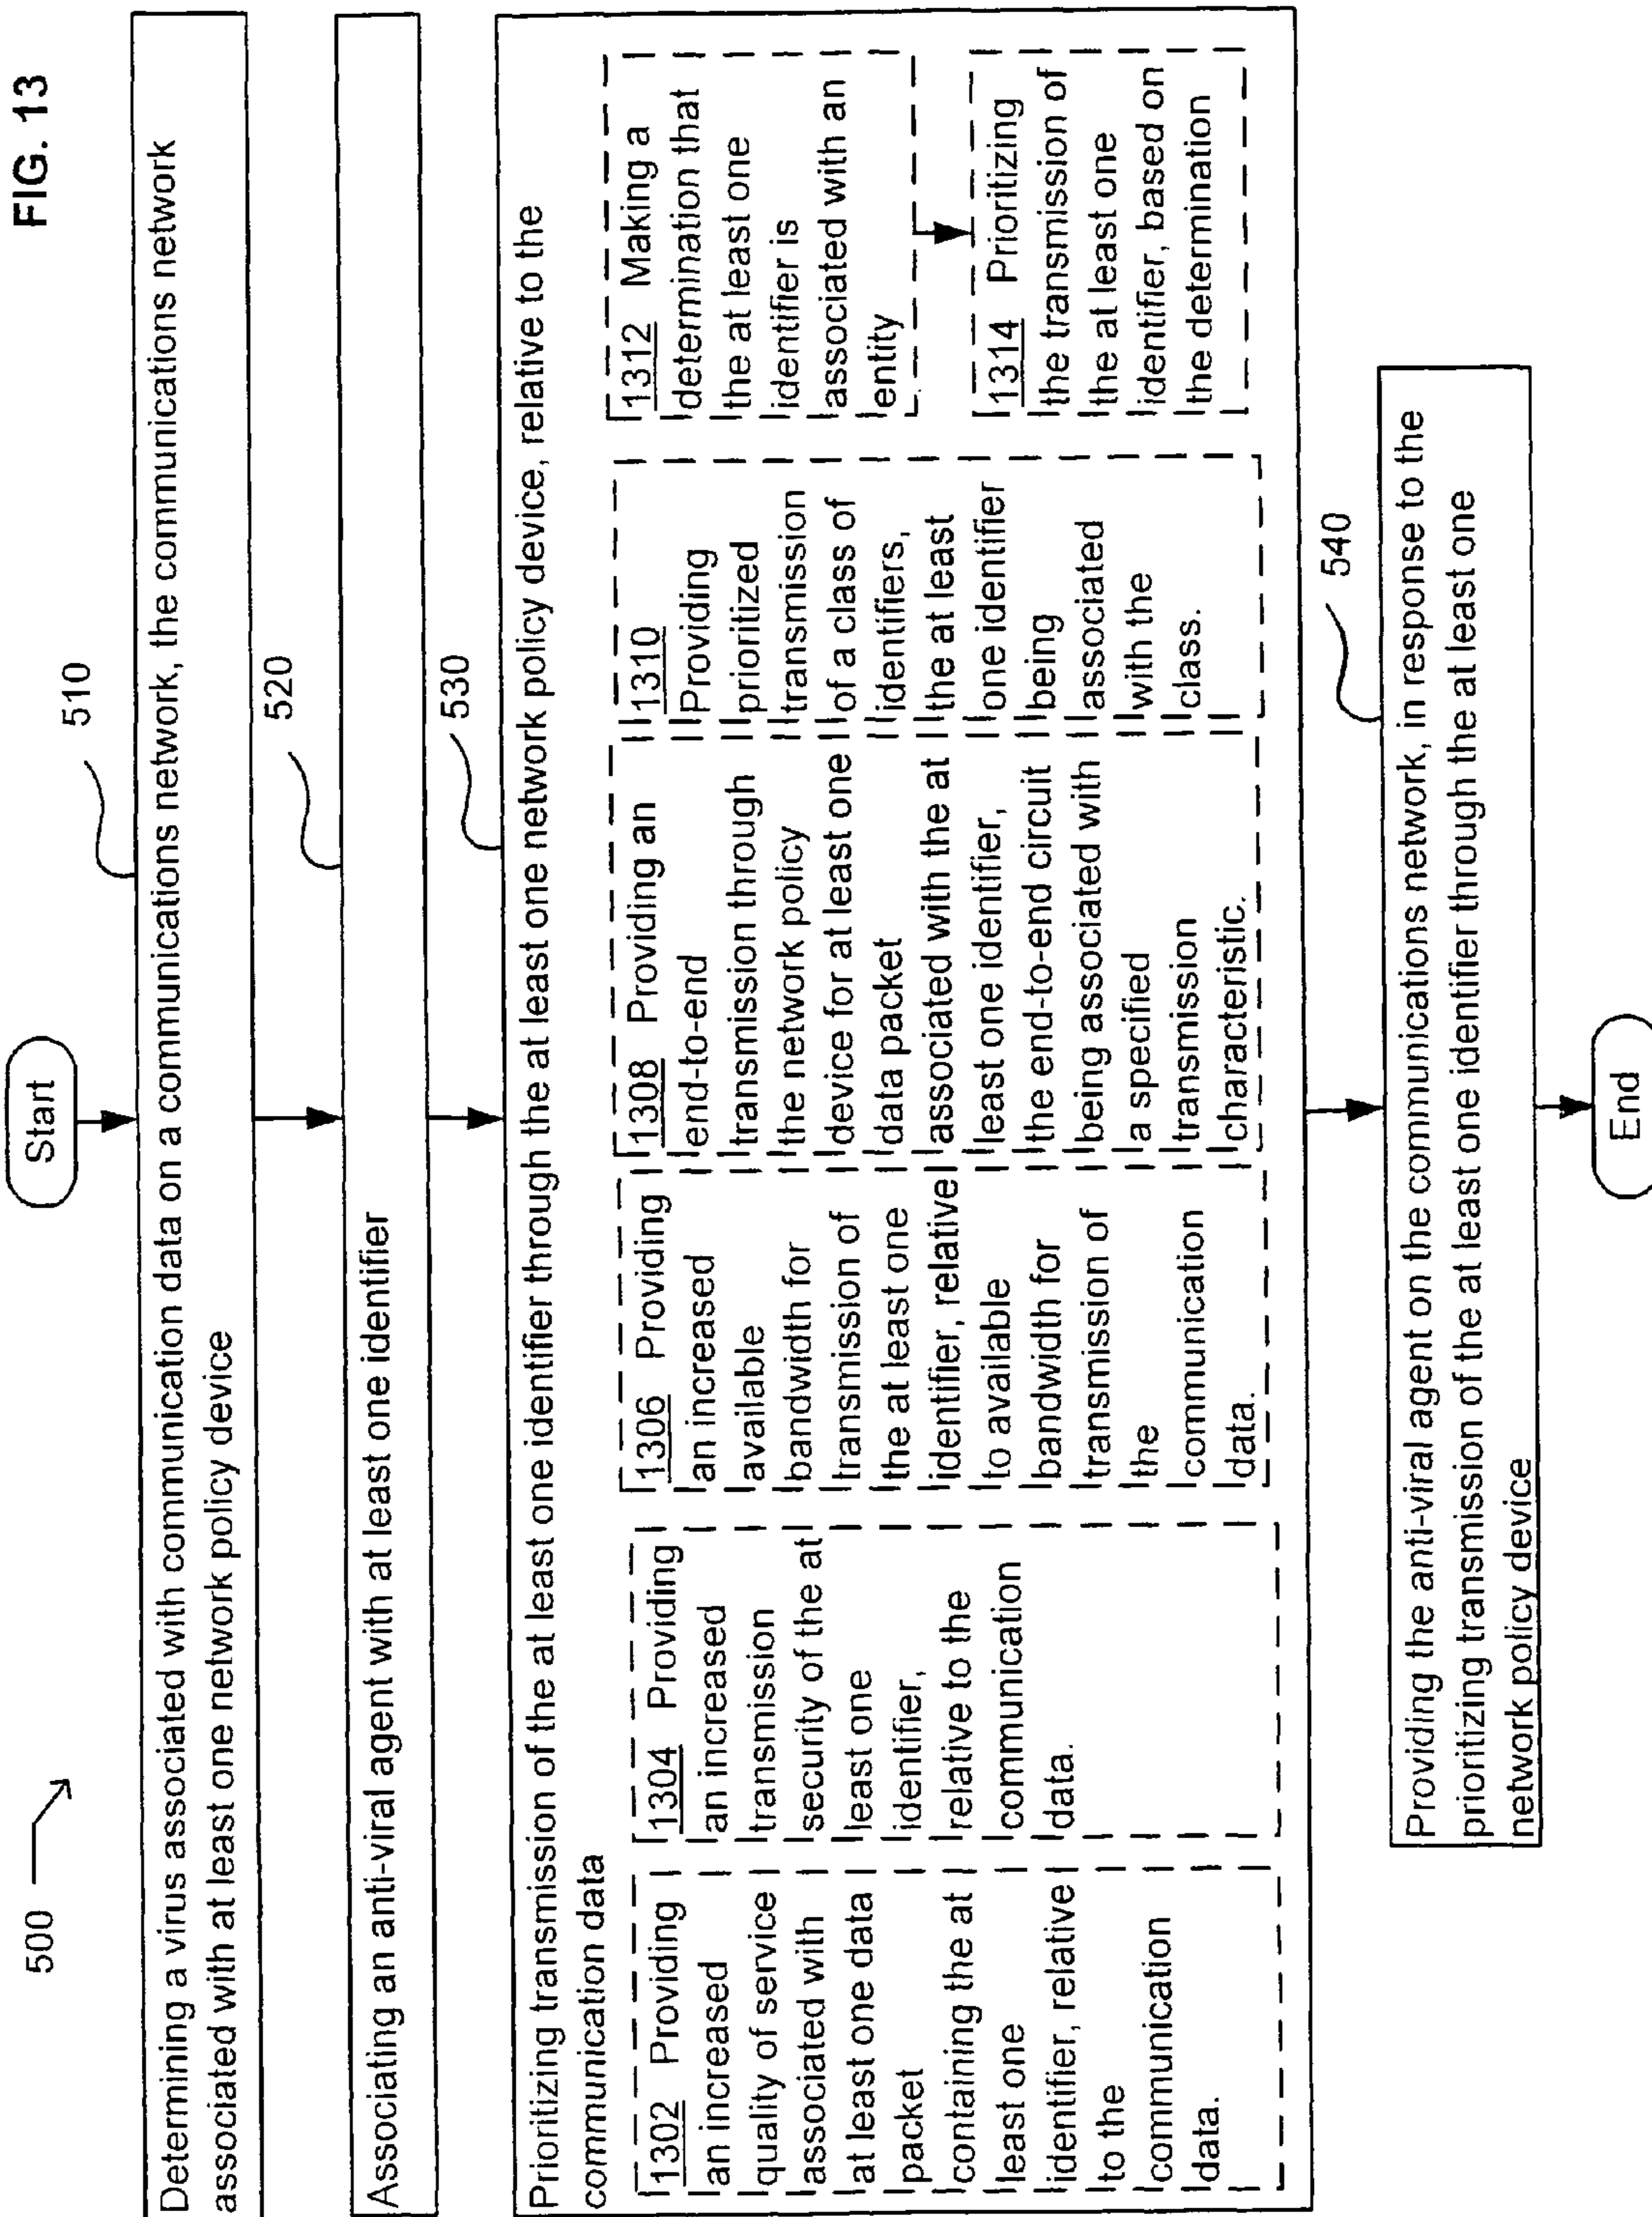 FIG. 13
500
Start
510
Determining a virus associated with communication data on a communications network, the communications network
associated with at least one network policy device
520
Associating an anti-viral agent with at least one identifier
530
Prioritizing transmission of the at least one identifier through the at least one network policy device, relative to the
communication data
1302 Providing
an increased
quality of service
associated with
at least one data
packet
containing the at
least one
identifier, relative
to the
communication
data.
1304 Providing
an increased
transmission
security of the at
least one
identifier,
relative to the
communication
data.
1306 Providing
an increased
available
bandwidth for
transmission of
the at least one
identifier, relative
to available
bandwidth for
transmission of
the
communication
data.
1308 Providing an
end-to-end
transmission through
the network policy
device for at least one
data packet
associated with the at
least one identifier,
the end-to-end circuit
being associated with
a specified
transmission
characteristic.
1310
Providing
prioritized
transmission
of a class of
identifiers,
the at least
one identifier
being
associated
with the
class.
1312 Making a
determination that
the at least one
identifier is
associated with an
entity
1314 Prioritizing
the transmission of
the at least one
identifier, based on
the determination
540
Providing the anti-viral agent on the communications network, in response to the
prioritizing transmission of the at least one identifier through the at least one
network policy device
End